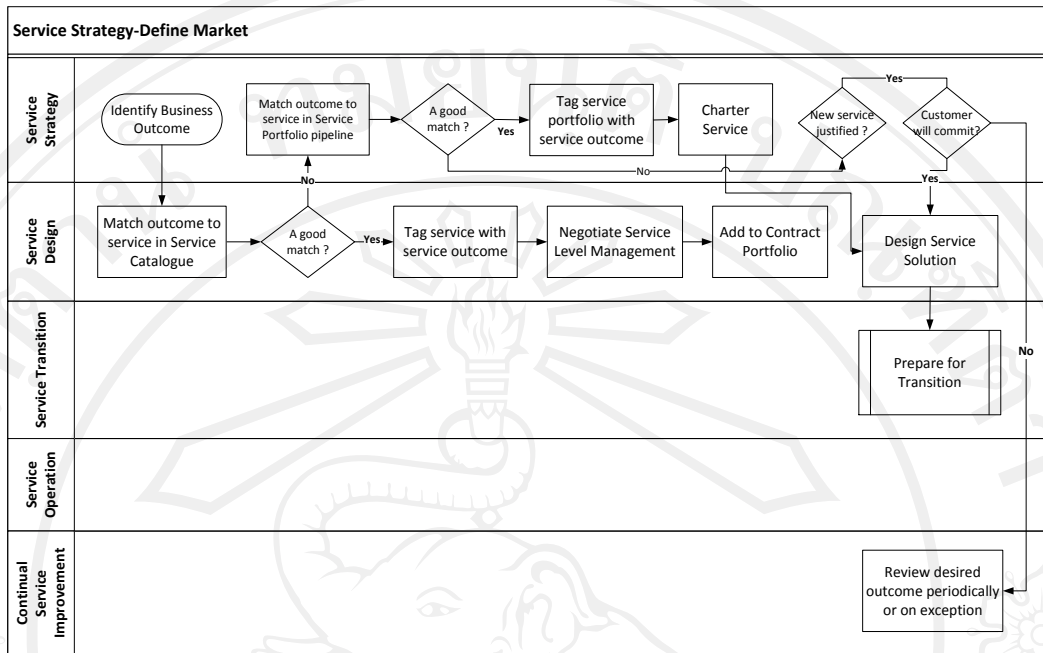 Service Strategy-Define Market
Service
Strategy
Identify Business
Outcome
Match outcome to
service in Service
Portfolio pipeline
A good
match ?
Yes
Tag service
portfolio with
service outcome
Charter
Service
New service
justified ?
Yes
Customer
will commit?
No
No
Yes
Service
Design
Match outcome to
service in Service
Catalogue
A good
match ?
Yes
Tag service with
service outcome
Negotiate Service
Level Management
Add to Contract
Portfolio
Design Service
Solution
Service Transition
Prepare for
Transition
No
Service
Operation
Continual
Service
Improvement
Review desired
outcome periodically
or on exception